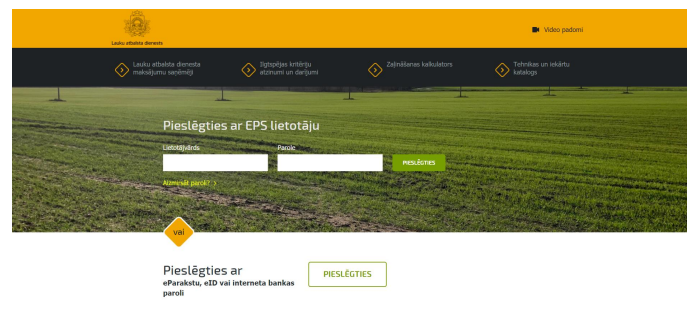 Lauku atbalsta dienests
Video padomi
Lauku atbalsta dienesta
maksājumu saņēmēji
Ilgtspējas kritēriju
atzinumi un darījumi
Zaļināšanas kalkulators
Tehnikas un iekārtu
katalogs
Pieslēgties ar EPS lietotāju
Lietotājvārds
Parole
PIESLĒGTIES
Aizmirsāt paroli? >
vai
Pieslēgties ar
eParakstu, eID vai interneta bankas
paroli
PIESLĒGTIES